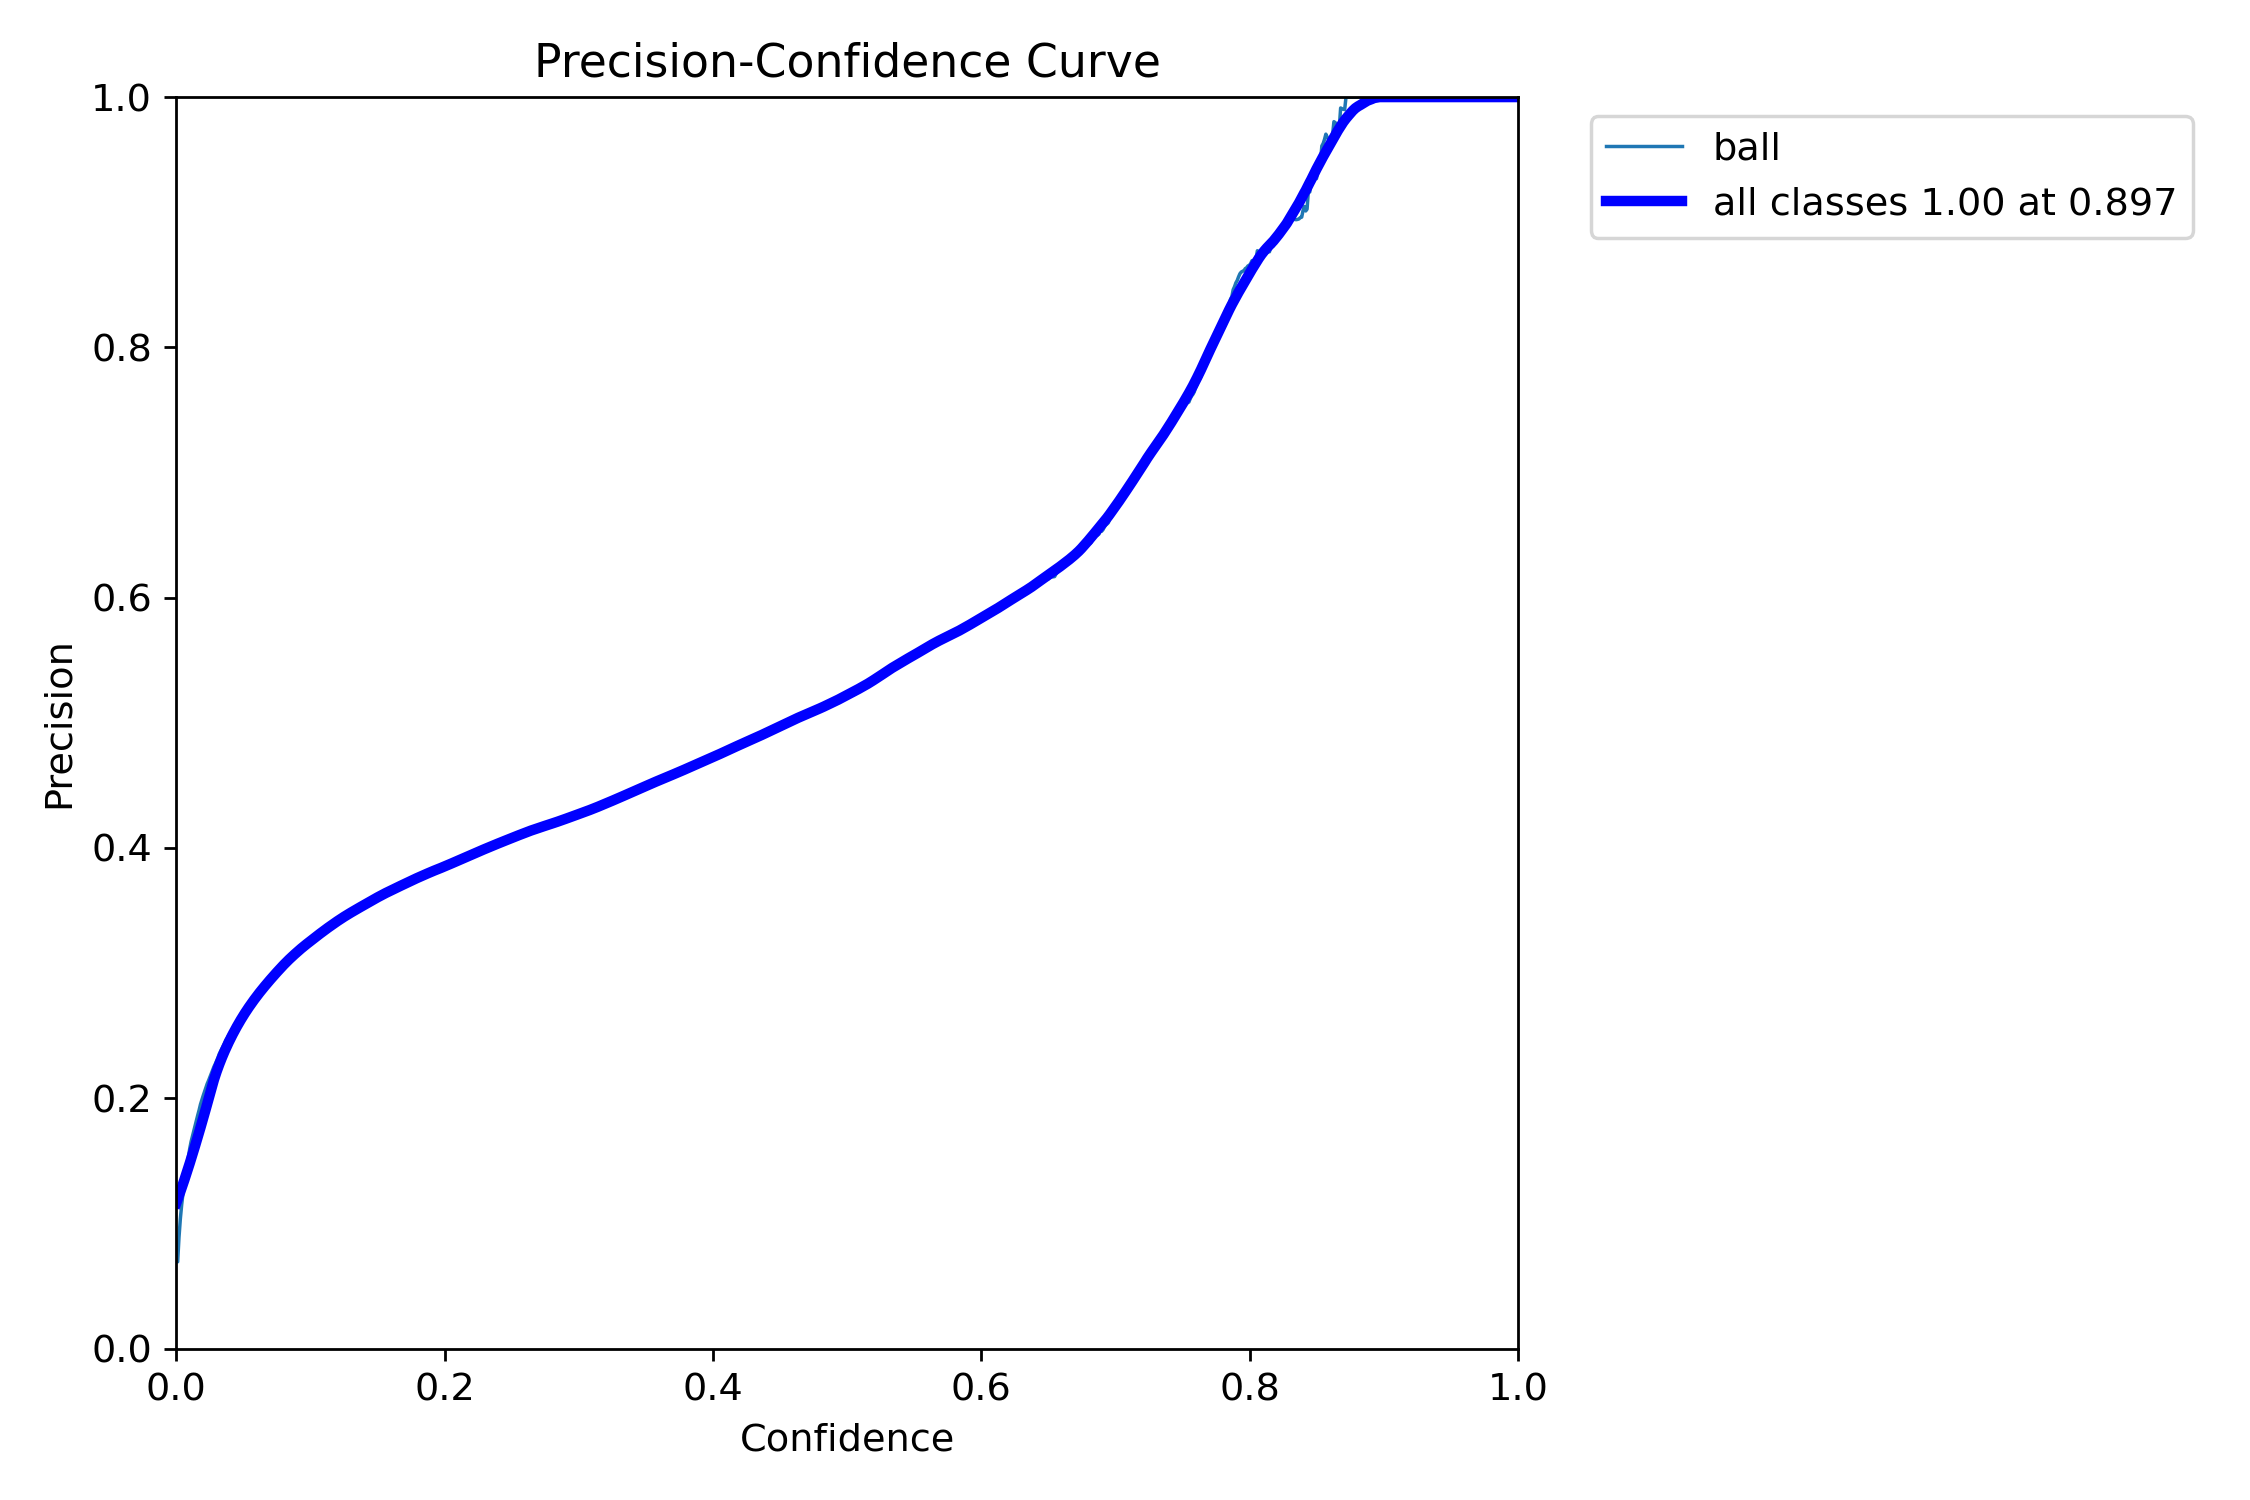 Precision-Confidence Curve
1.0
0.8
0.6
0.4
0.2
0.0
Precision
0.0 0.2 0.4 0.6 0.8 1.0
Confidence
ball
all classes 1.00 at 0.897